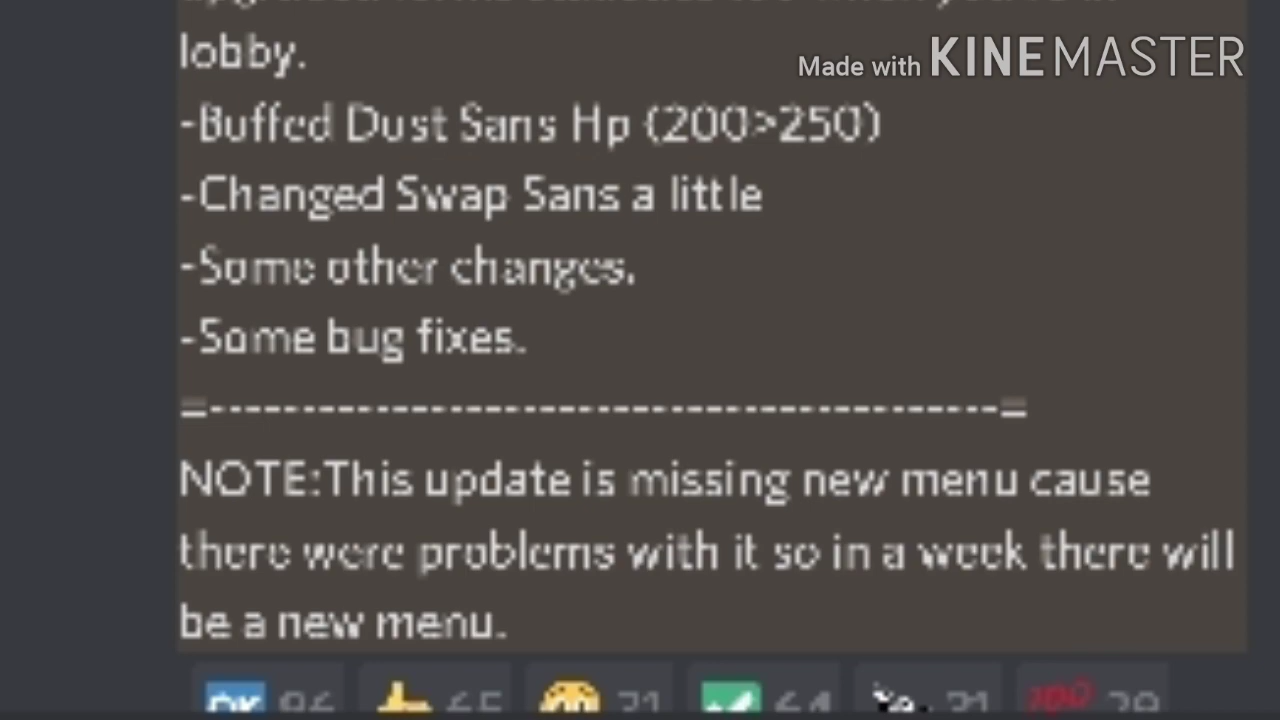 Made with KINEMASTER
lobby.
-Buffed Dust Sans Hp (200>250)
-Changed Swap Sans a little
-Some other changes.
-Some bug fixes.
=-------------------------------------------=
NOTE:This update is missing new menu cause
there were problems with it so in a week there will
be a new menu.